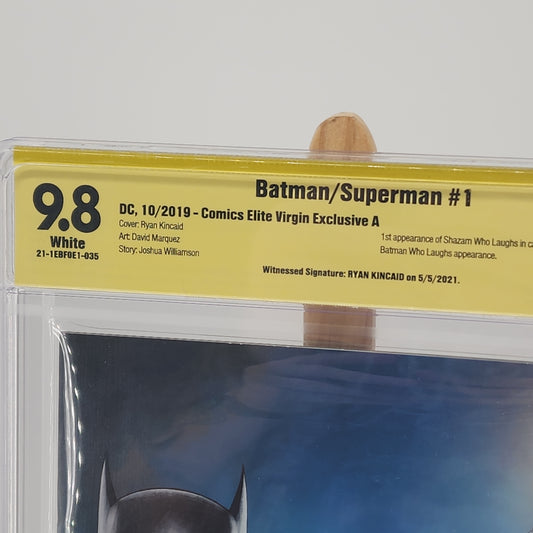 Batman/Superman #1
9.8
White
21-1EBF0E1-035
DC, 10/2019 - Comics Elite Virgin Exclusive A
Cover: Ryan Kincaid
Art: David Marquez
Story: Joshua Williamson
1st appearance of Shazam Who Laughs in
Batman Who Laughs appearance.
Witnessed Signature: RYAN KINCAID on 5/5/2021.